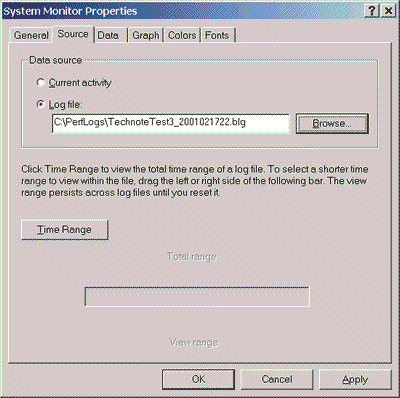 System Monitor Properties
General Source Data Graph Colors Fonts
Data source
Current activity
Log file:
C:\PerfLogs\TechnoteTest3_2001021722.blg Browse...
Click Time Range to view the total time range of a log file. To select a shorter time
range to view within the file, drag the left or right side of the following bar. The view
range persists across log files until you reset it.
Time Range
Total range
View range
OK Cancel Apply